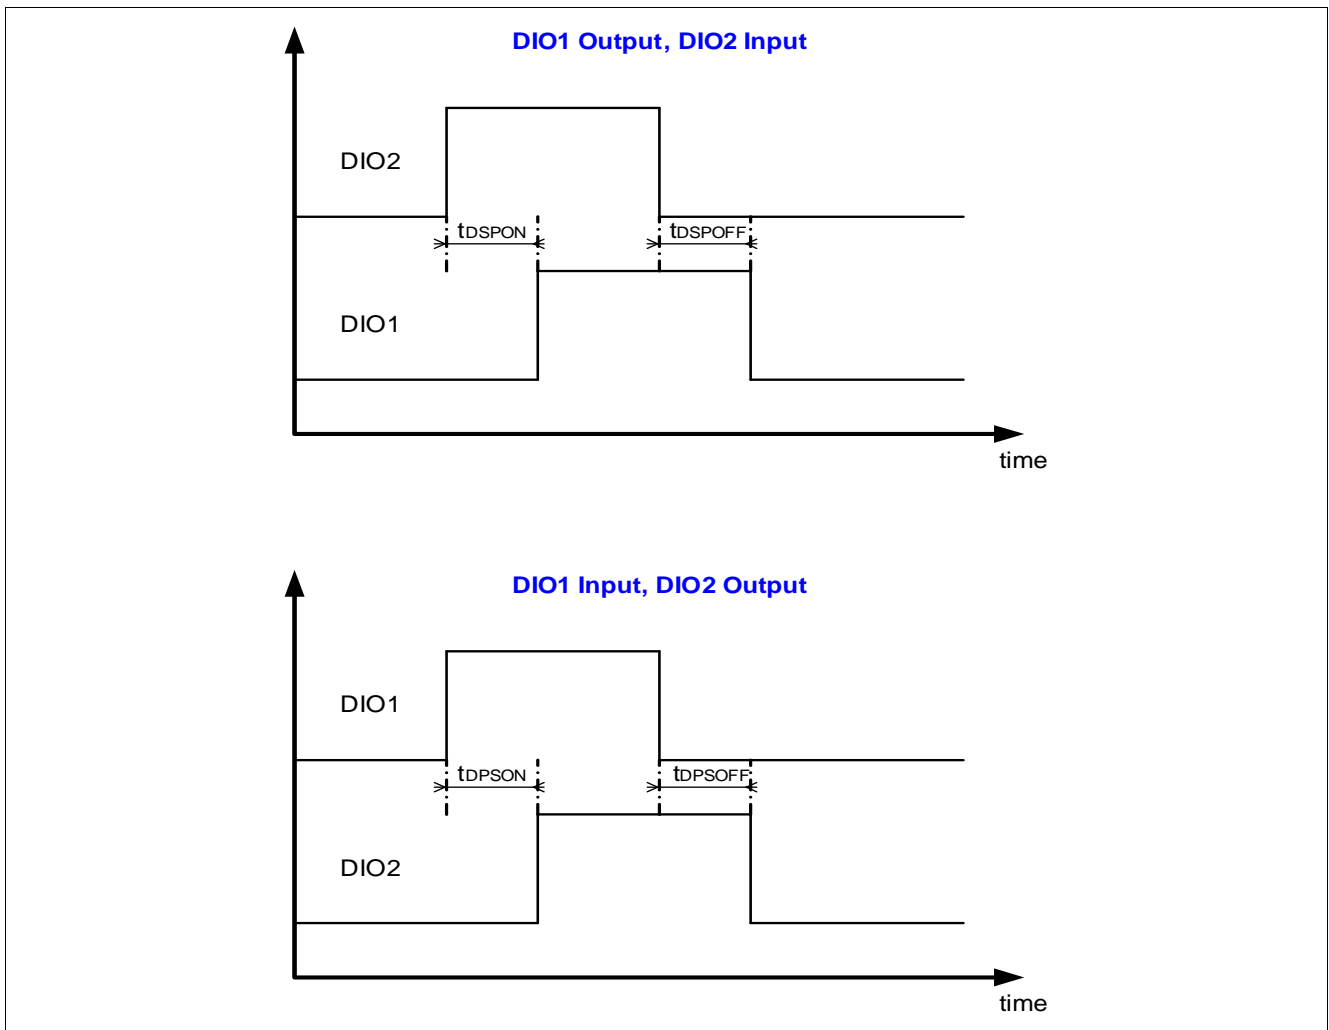 DIO1 Output, DIO2 Input
DIO2
tDSPON
tDSPOFF
DIO1
time
DIO1 Input, DIO2 Output
DIO1
tDPSON
tDPSOFF
DIO2
time